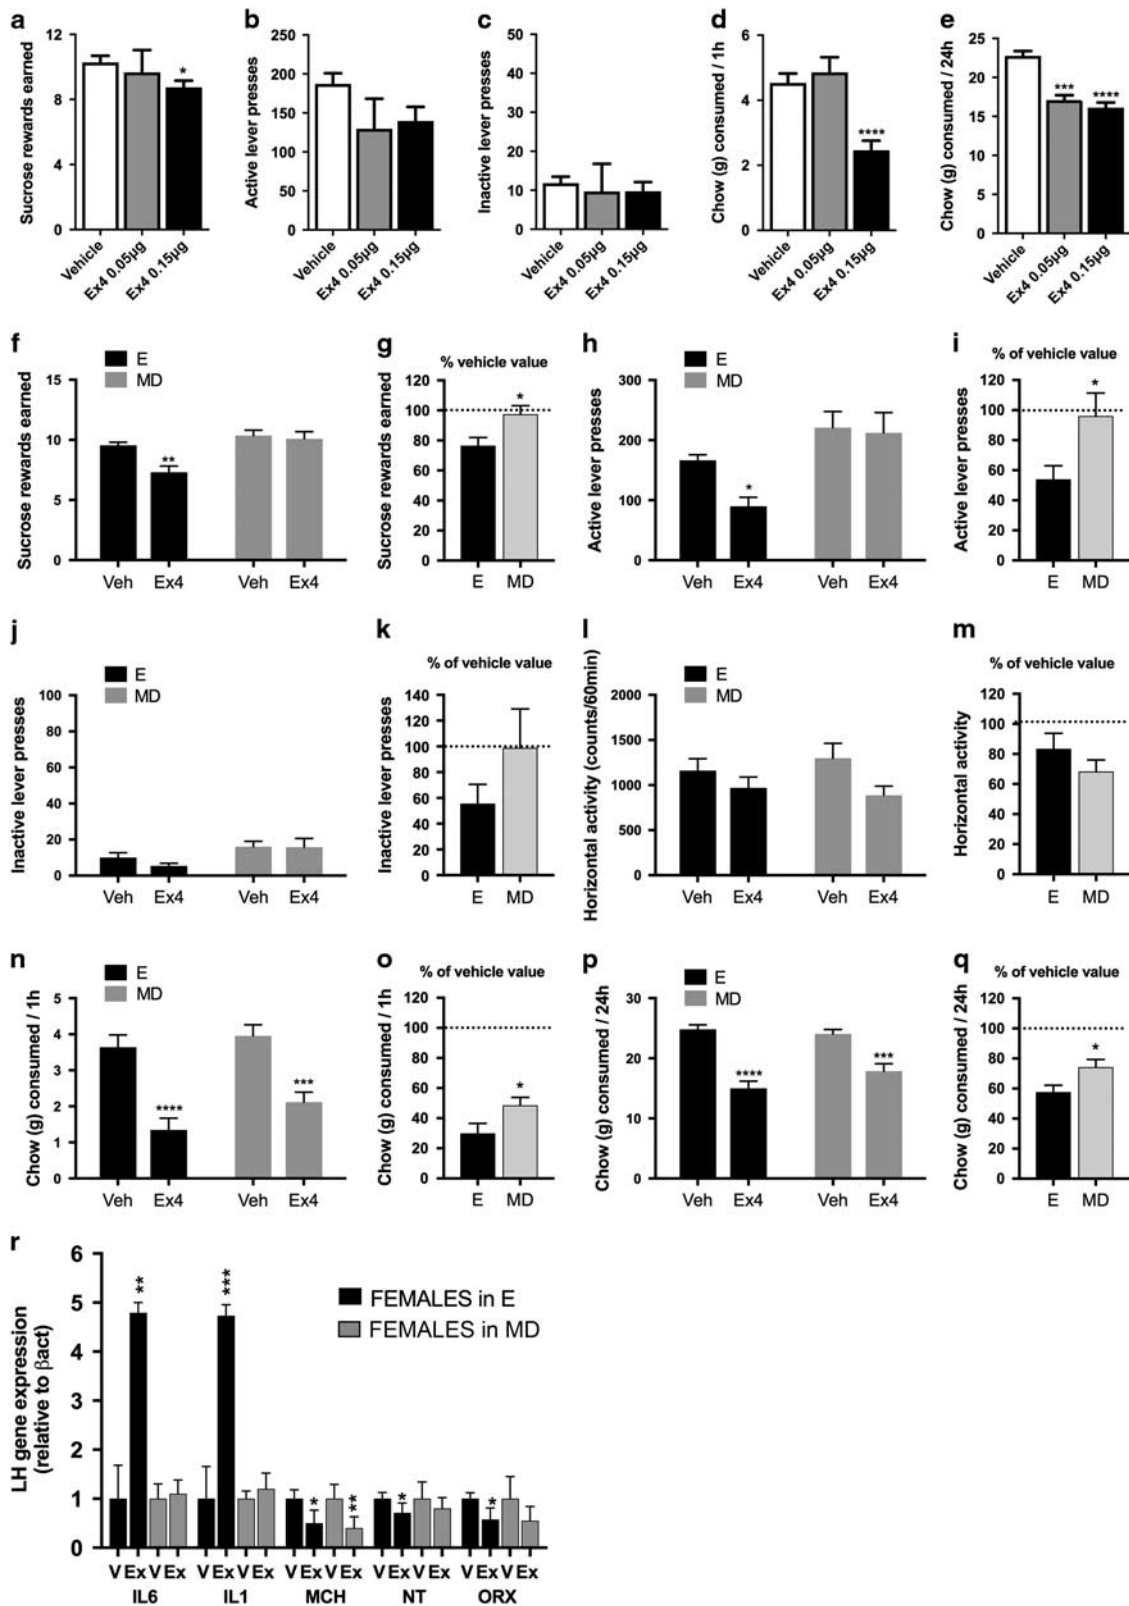 a
Sucrose rewards earned
12
10
8
6
4
2
0
*
Vehicle
Ex4 0.05µg
Ex4 0.15µg
b
Active lever presses
250
200
150
100
50
0
Vehicle
Ex4 0.05µg
Ex4 0.15µg
c
Inactive lever presses
50
40
30
20
10
0
Vehicle
Ex4 0.05µg
Ex4 0.15µg
d
Chow (g) consumed / 1h
6
4
2
0
****
Vehicle
Ex4 0.05µg
Ex4 0.15µg
e
Chow (g) consumed / 24h
25
20
15
10
5
0
***
****
Vehicle
Ex4 0.05µg
Ex4 0.15µg
f
E
MD
Sucrose rewards earned
15
10
5
0
**
Veh Ex4 Veh Ex4
g
% vehicle value
Sucrose rewards earned
120
100
80
60
40
20
0
*
E MD
h
E
MD
Active lever presses
300
200
100
0
*
Veh Ex4 Veh Ex4
i
% of vehicle value
Active lever presses
120
100
80
60
40
20
0
*
E MD
j
E
MD
Inactive lever presses
100
80
60
40
20
0
Veh Ex4 Veh Ex4
k
% of vehicle value
Inactive lever presses
140
120
100
80
60
40
20
0
E MD
l
E
MD
Horizontal activity (counts/60min)
2000
1500
1000
500
0
Veh Ex4 Veh Ex4
m
% of vehicle value
Horizontal activity
120
100
80
60
40
20
0
E MD
n
E
MD
Chow (g) consumed / 1h
5
4
3
2
1
0
****
***
Veh Ex4 Veh Ex4
o
% of vehicle value
Chow (g) consumed / 1h
120
100
80
60
40
20
0
*
E MD
p
E
MD
Chow (g) consumed / 24h
30
20
10
0
****
***
Veh Ex4 Veh Ex4
q
% of vehicle value
Chow (g) consumed / 24h
120
100
80
60
40
20
0
*
E MD
r
LH gene expression
(relative to βact)
6
5
4
3
2
1
0
FEMALES in E
FEMALES in MD
**
***
*
**
*
*
V Ex V Ex V Ex V Ex V Ex V Ex V Ex V Ex V Ex V Ex
IL6 IL1 MCH NT ORX